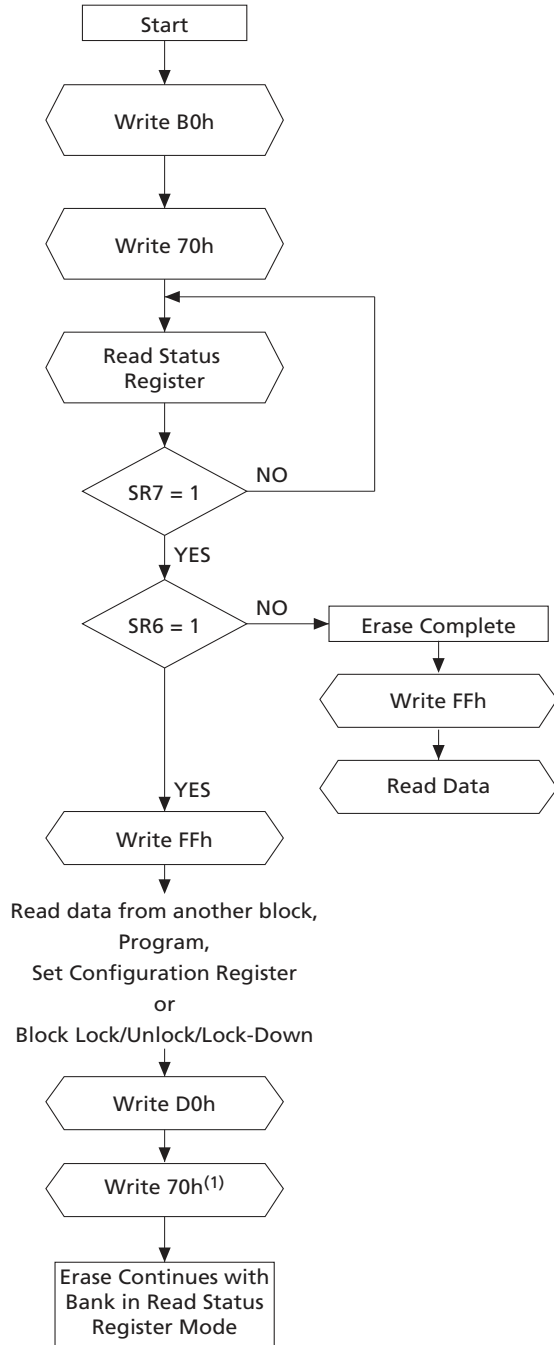 Start
Write B0h
Write 70h
Read Status
Register
SR7 = 1
NO
YES
SR6 = 1
NO
Erase Complete
Write FFh
Read Data
YES
Write FFh
Read data from another block,
Program,
Set Configuration Register
or
Block Lock/Unlock/Lock-Down
Write D0h
Write 70h(1)
Erase Continues with
Bank in Read Status
Register Mode